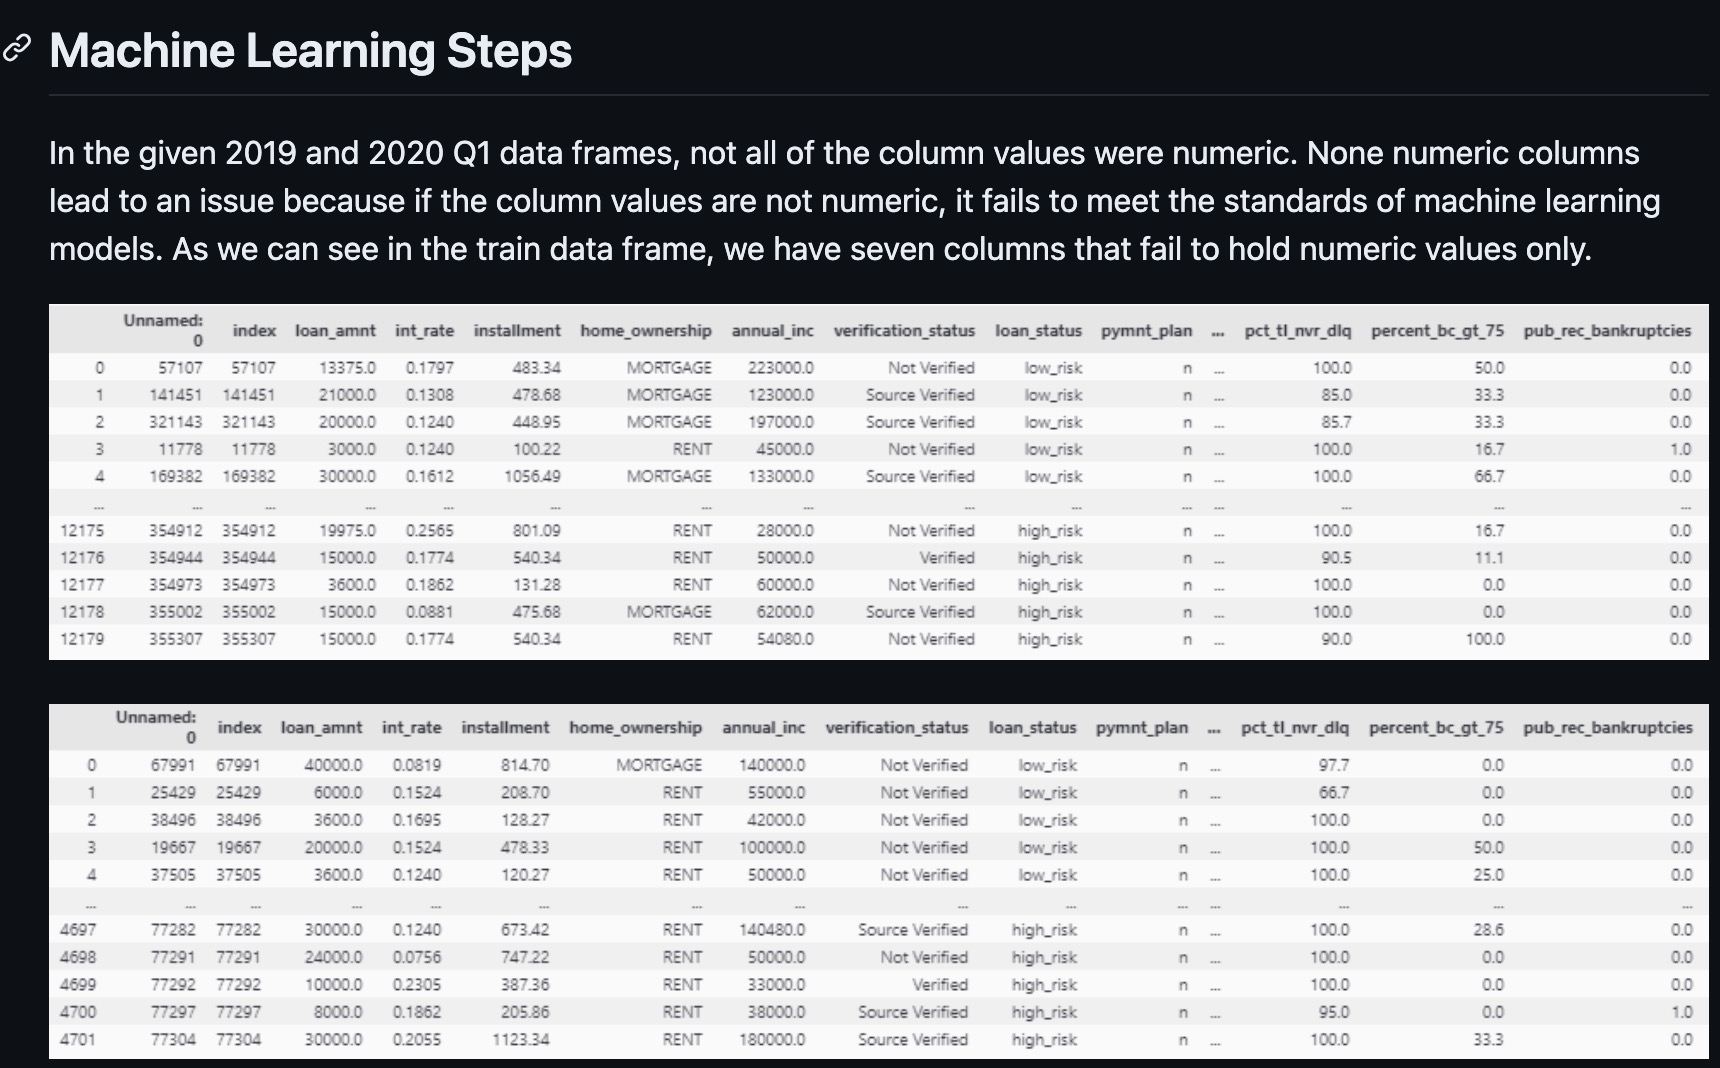 Machine Learning Steps
In the given 2019 and 2020 Q1 data frames, not all of the column values were numeric. None numeric columns
lead to an issue because if the column values are not numeric, it fails to meet the standards of machine learning
models. As we can see in the train data frame, we have seven columns that fail to hold numeric values only.
Unnamed: 0 index loan_amnt int_rate installment home_ownership annual_inc verification_status loan_status pymnt_plan ... pct_tl_nvr_dlq percent_bc_gt_75 pub_rec_bankruptcies
0 57107 57107 13375.0 0.1797 483.34 MORTGAGE 223000.0 Not Verified low_risk n ... 100.0 50.0 0.0
1 141451 141451 21000.0 0.1308 478.68 MORTGAGE 123000.0 Source Verified low_risk n ... 85.0 33.3 0.0
2 321143 321143 20000.0 0.1240 448.95 MORTGAGE 197000.0 Source Verified low_risk n ... 85.7 33.3 0.0
3 11778 11778 3000.0 0.1240 100.22 RENT 45000.0 Not Verified low_risk n ... 100.0 16.7 1.0
4 169382 169382 30000.0 0.1612 1056.49 MORTGAGE 133000.0 Source Verified low_risk n ... 100.0 66.7 0.0
... ... ... ... ... ... ... ... ... ... ... ... ... ... ...
12175 354912 354912 19975.0 0.2565 801.09 RENT 28000.0 Not Verified high_risk n ... 100.0 16.7 0.0
12176 354944 354944 15000.0 0.1774 540.34 RENT 50000.0 Verified high_risk n ... 90.5 11.1 0.0
12177 354973 354973 3600.0 0.1862 131.28 RENT 60000.0 Not Verified high_risk n ... 100.0 0.0 0.0
12178 355002 355002 15000.0 0.0881 475.68 MORTGAGE 62000.0 Source Verified high_risk n ... 100.0 0.0 0.0
12179 355307 355307 15000.0 0.1774 540.34 RENT 54080.0 Not Verified high_risk n ... 90.0 100.0 0.0
Unnamed: 0 index loan_amnt int_rate installment home_ownership annual_inc verification_status loan_status pymnt_plan ... pct_tl_nvr_dlq percent_bc_gt_75 pub_rec_bankruptcies
0 67991 67991 40000.0 0.0819 814.70 MORTGAGE 140000.0 Not Verified low_risk n ... 97.7 0.0 0.0
1 25429 25429 6000.0 0.1524 208.70 RENT 55000.0 Not Verified low_risk n ... 66.7 0.0 0.0
2 38496 38496 3600.0 0.1695 128.27 RENT 42000.0 Not Verified low_risk n ... 100.0 0.0 0.0
3 19667 19667 20000.0 0.1524 478.33 RENT 100000.0 Not Verified low_risk n ... 100.0 50.0 0.0
4 37505 37505 3600.0 0.1240 120.27 RENT 50000.0 Not Verified low_risk n ... 100.0 25.0 0.0
... ... ... ... ... ... ... ... ... ... ... ... ... ... ...
4697 77282 77282 30000.0 0.1240 673.42 RENT 140480.0 Source Verified high_risk n ... 100.0 28.6 0.0
4698 77291 77291 24000.0 0.0756 747.22 RENT 50000.0 Not Verified high_risk n ... 100.0 0.0 0.0
4699 77292 77292 10000.0 0.2305 387.36 RENT 33000.0 Verified high_risk n ... 100.0 0.0 0.0
4700 77297 77297 8000.0 0.1862 205.86 RENT 38000.0 Source Verified high_risk n ... 95.0 0.0 1.0
4701 77304 77304 30000.0 0.2055 1123.34 RENT 180000.0 Source Verified high_risk n ... 100.0 33.3 0.0